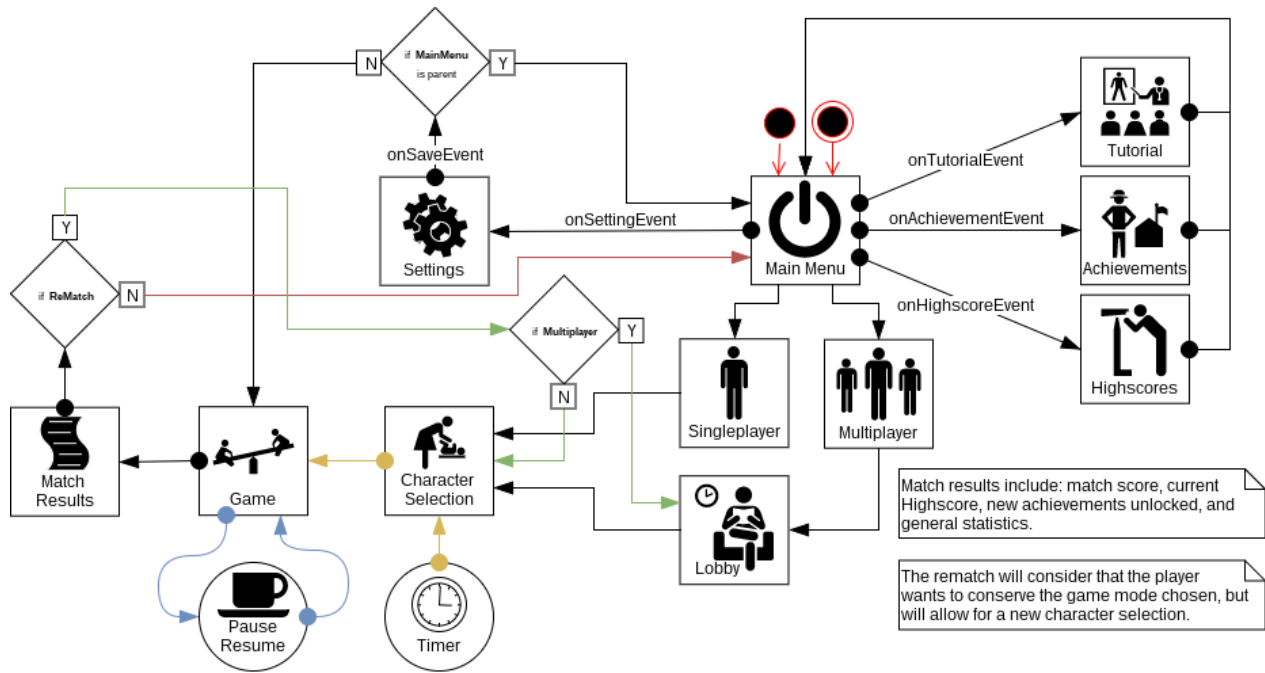 if MainMenu
is parent
N
Y
onSaveEvent
Settings
onSettingEvent
onTutorialEvent
Tutorial
onAchievementEvent
Achievements
onHighscoreEvent
Highscores
Main Menu
Y
if ReMatch
N
if Multiplayer
Y
N
Singleplayer
Multiplayer
Match
Results
Game
Character
Selection
Lobby
Pause
Resume
Timer
Match results include: match score, current
Highscore, new achievements unlocked, and
general statistics.
The rematch will consider that the player
wants to conserve the game mode chosen, but
will allow for a new character selection.